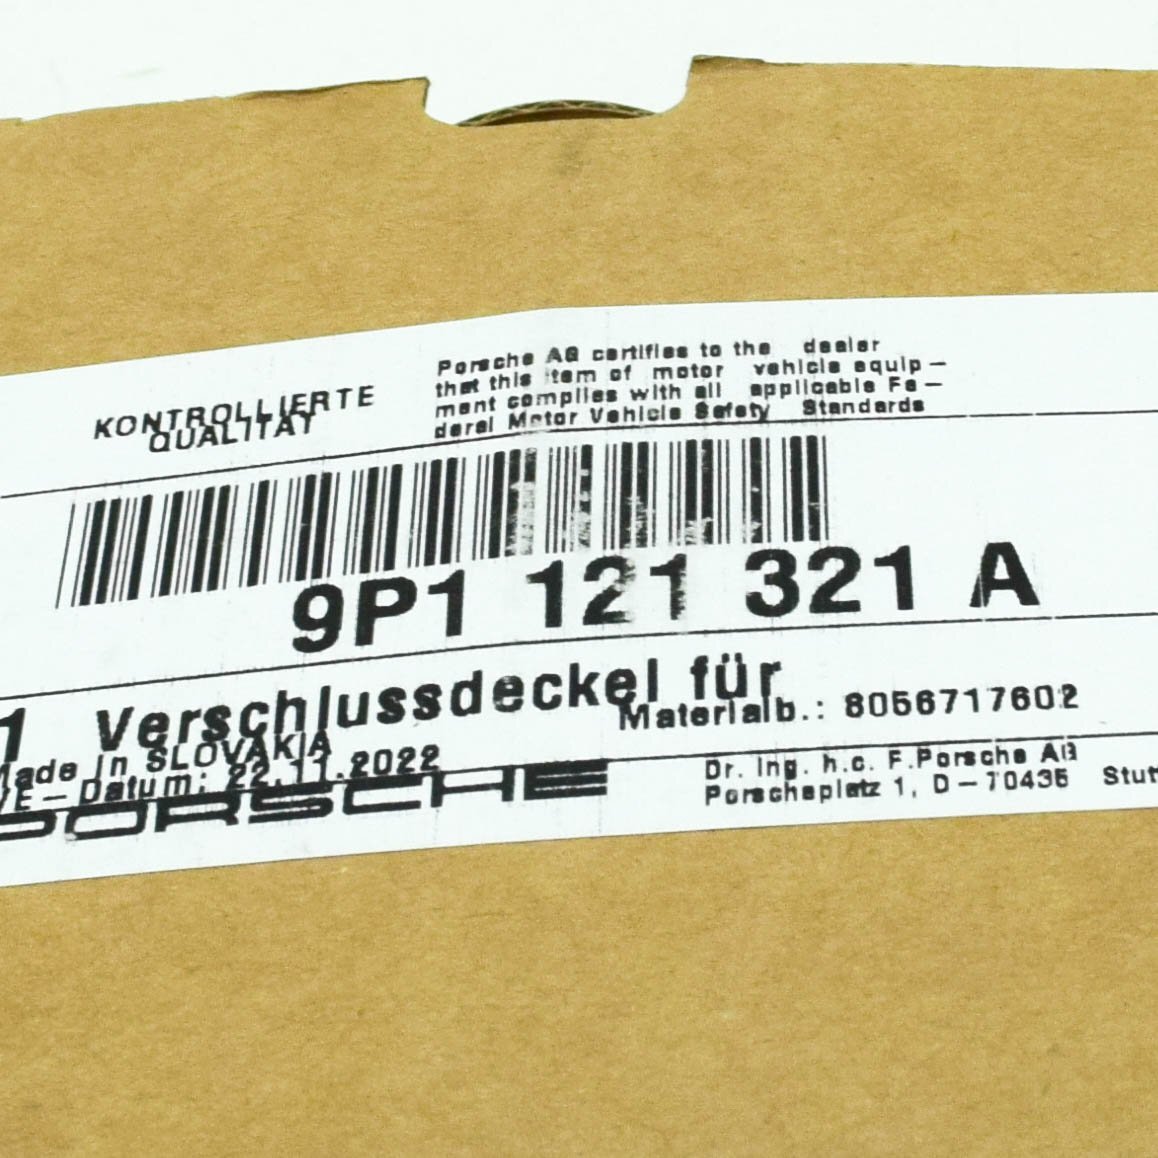 KONTROLLIERTE
QUALITÄT
Porsche AG certifies to the dealer
that this item of motor vehicle equip-
ment complies with all applicable Fe-
deral Motor Vehicle Safety Standards
9P1 121 321 A
1 Verschlussdeckel für
Materialb.: 8056717602
Made in SLOVAKIA
VE-Datum: 22.11.2022
PORSCHE
Dr. Ing. h.c. F.Porsche AG
Porscheplatz 1, D-70435 Stutt